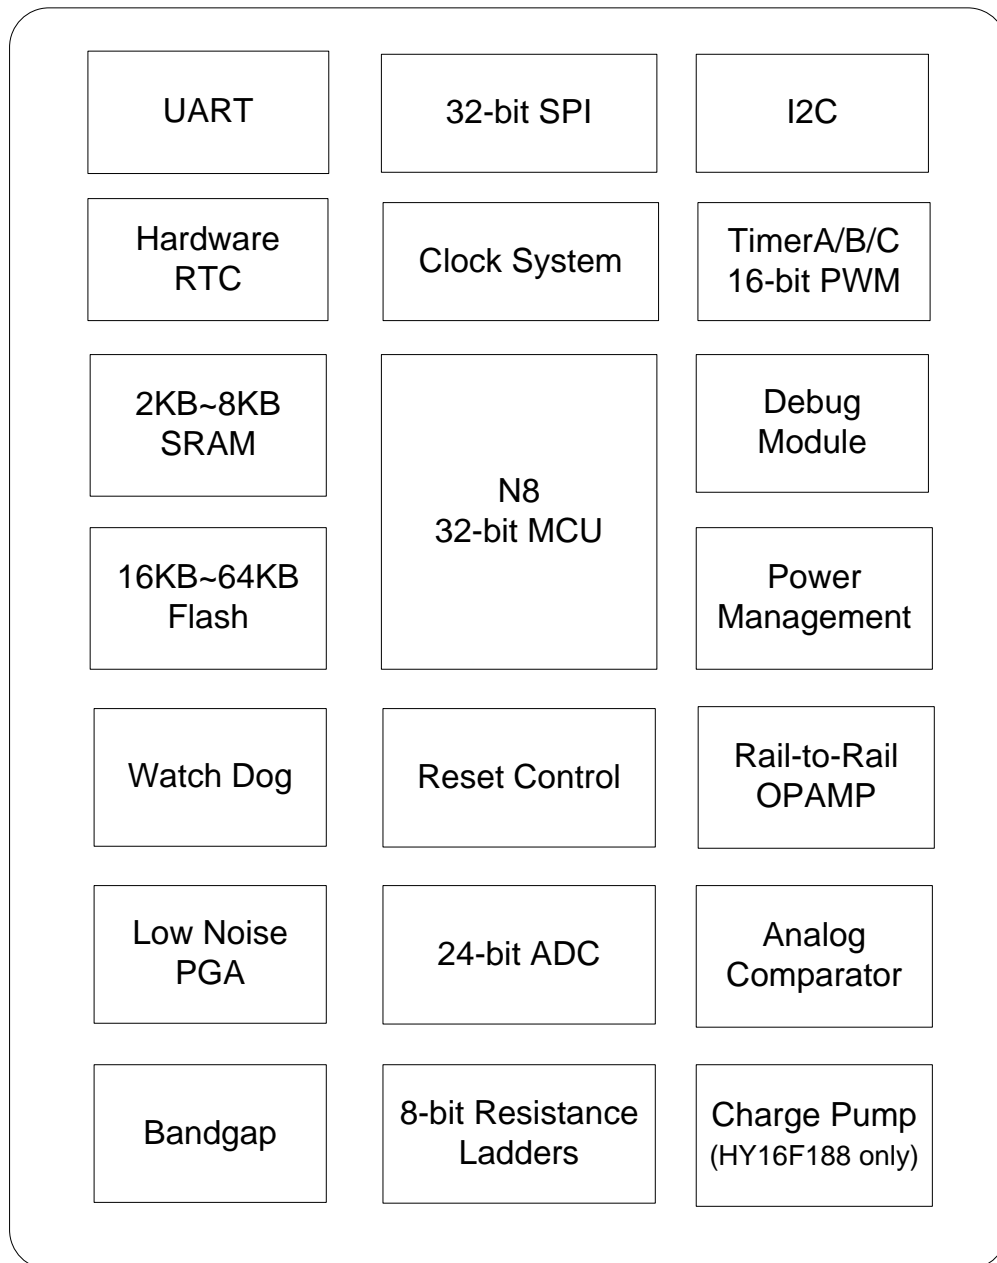 UART
32-bit SPI
I2C
Hardware
RTC
Clock System
TimerA/B/C
16-bit PWM
2KB~8KB
SRAM
N8
32-bit MCU
Debug
Module
16KB~64KB
Flash
Power
Management
Watch Dog
Reset Control
Rail-to-Rail
OPAMP
Low Noise
PGA
24-bit ADC
Analog
Comparator
Bandgap
8-bit Resistance
Ladders
Charge Pump
(HY16F188 only)